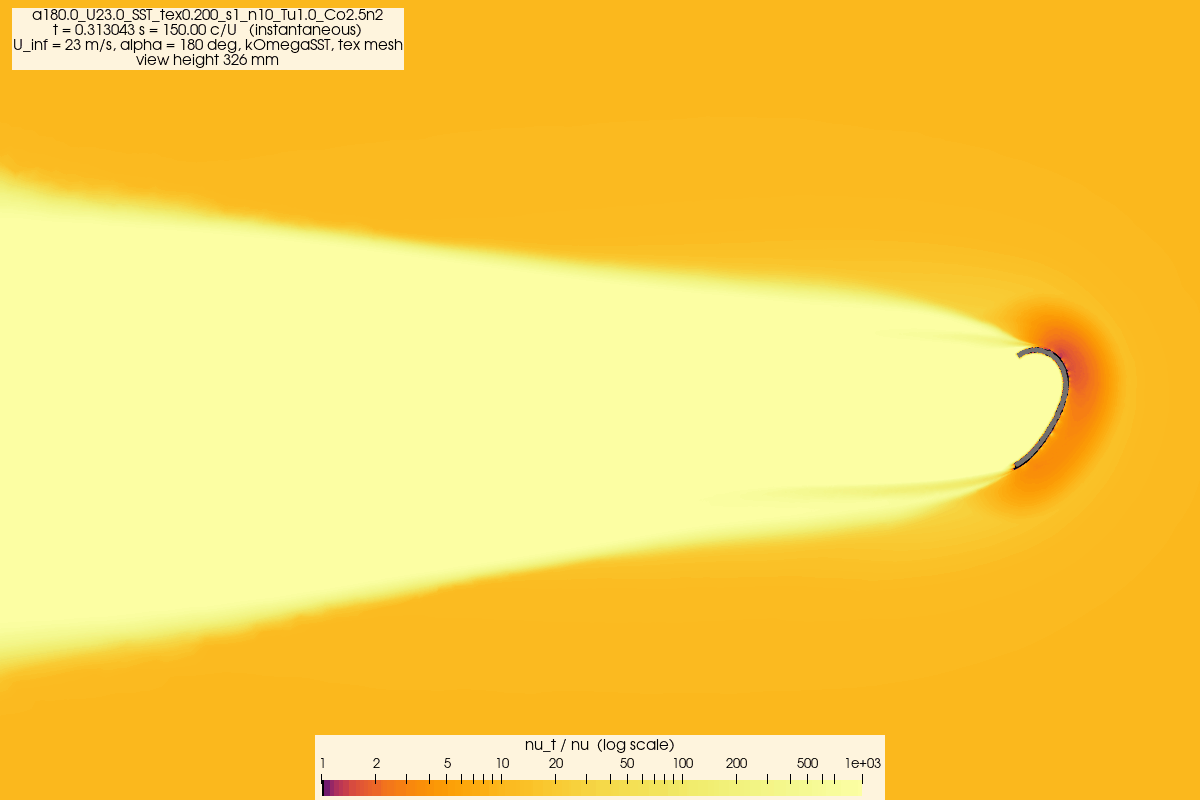 a180.0_U23.0_SST_tex0.200_s1_n10_Tu1.0_Co2.5n2
t = 0.313043 s = 150.00 c/U (instantaneous)
U_inf = 23 m/s, alpha = 180 deg, kOmegaSST, tex mesh
view height 326 mm
nu_t / nu (log scale)
1 2 5 10 20 50 100 200 500 1e+03